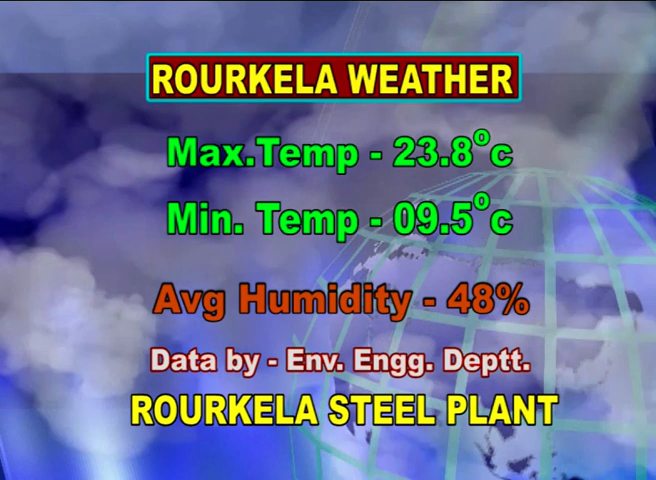 ROURKELA WEATHER
Max.Temp - 23.8°c
Min. Temp - 09.5°c
Avg Humidity - 48%
Data by - Env. Engg. Deptt.
ROURKELA STEEL PLANT